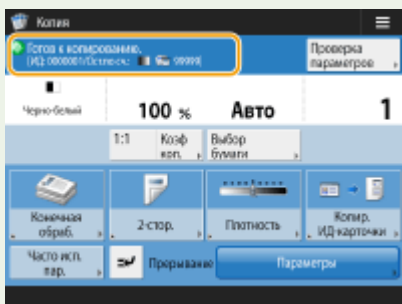 Копия
Готов к копированию.
(ИД: 0000001/Остаток: 99999)
Проверка
параметров
Черно-белый
100 %
Авто
1
1:1
Коэф
коп.
Выбор
бумаги
Конечная
обраб.
2-стор.
Плотность
Копир.
ИД-карточки
Часто исп.
пар.
Прерывание
Параметры